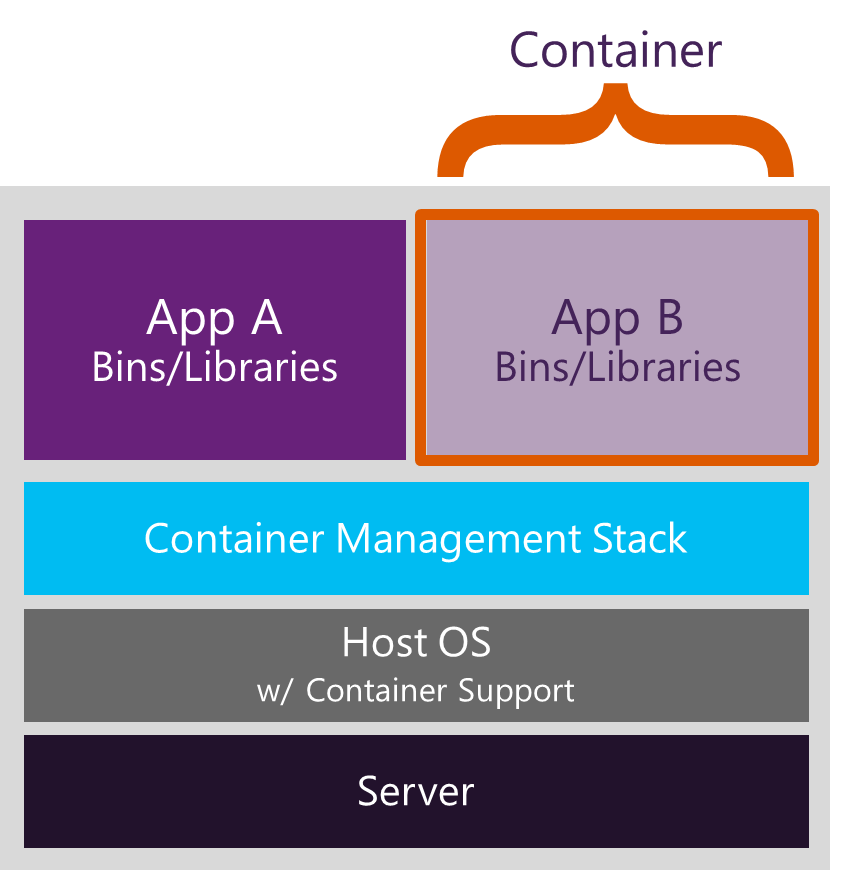 Container
App A
Bins/Libraries
App B
Bins/Libraries
Container Management Stack
Host OS
w/ Container Support
Server